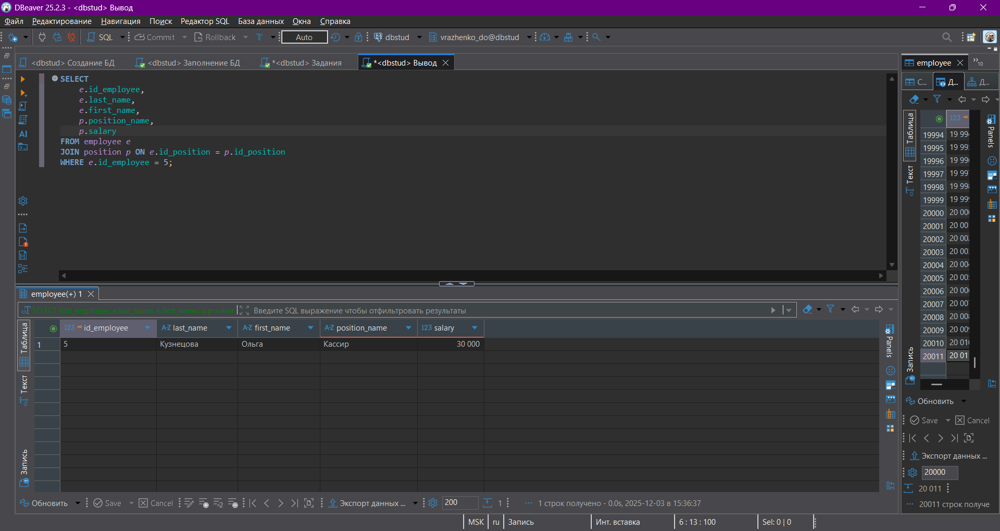 DBeaver 25.2.3 - <dbstud> Вывод
Файл Редактирование Навигация Поиск Редактор SQL База данных Окна Справка
SQL Commit Rollback T Auto dbstud vrazhenko_do@dbstud
<dbstud> Создание БД <dbstud> Заполнение БД *<dbstud> Задания *<dbstud> Вывод
SELECT
e.id_employee,
e.last_name,
e.first_name,
p.position_name,
p.salary
FROM employee e
JOIN position p ON e.id_position = p.id_position
WHERE e.id_employee = 5;
AI
employee(+) 1
SELECT e.id_employee, e.last_name, e.first_name, p.position Введите SQL выражение чтобы отфильтровать результаты
Таблица
Текст
Запись
123 id_employee A-Z last_name A-Z first_name A-Z position_name 123 salary
1 5 Кузнецова Ольга Кассир 30 000
Panels
Обновить Save Cancel Экспорт данных ... 200 1 ... 1 строк получено - 0.0s, 2025-12-03 в 15:36:37
employee »10
С... Д... Д...
Таблица
Текст
Запись
Panels
123
19994 19 994
19995 19 99
19996 19 99
19997 19 997
19998 19 99
19999 19 99
20000 20 00
20001 20 00
20002 20 00
20003 20 00
20004 20 00
20005 20 00
20006 20 00
20007 20 007
20008 20 00
20009 20 00
20010 20 01
20011 20 01
Обновить
Save Cancel
Экспорт данных ...
20000
20 011
... 20011 строк получе
MSK ru Запись Инт. вставка 6 : 13 : 100 Sel: 0 | 0